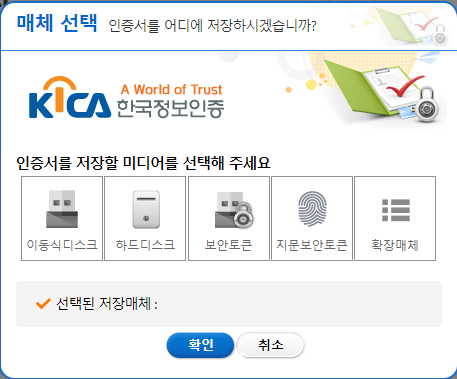 매체 선택 인증서를 어디에 저장하시겠습니까?
KICA A World of Trust
한국정보인증
인증서를 저장할 미디어를 선택해 주세요
이동식디스크 하드디스크 보안토큰 지문보안토큰 확장매체
선택된 저장매체 :
확인 취소